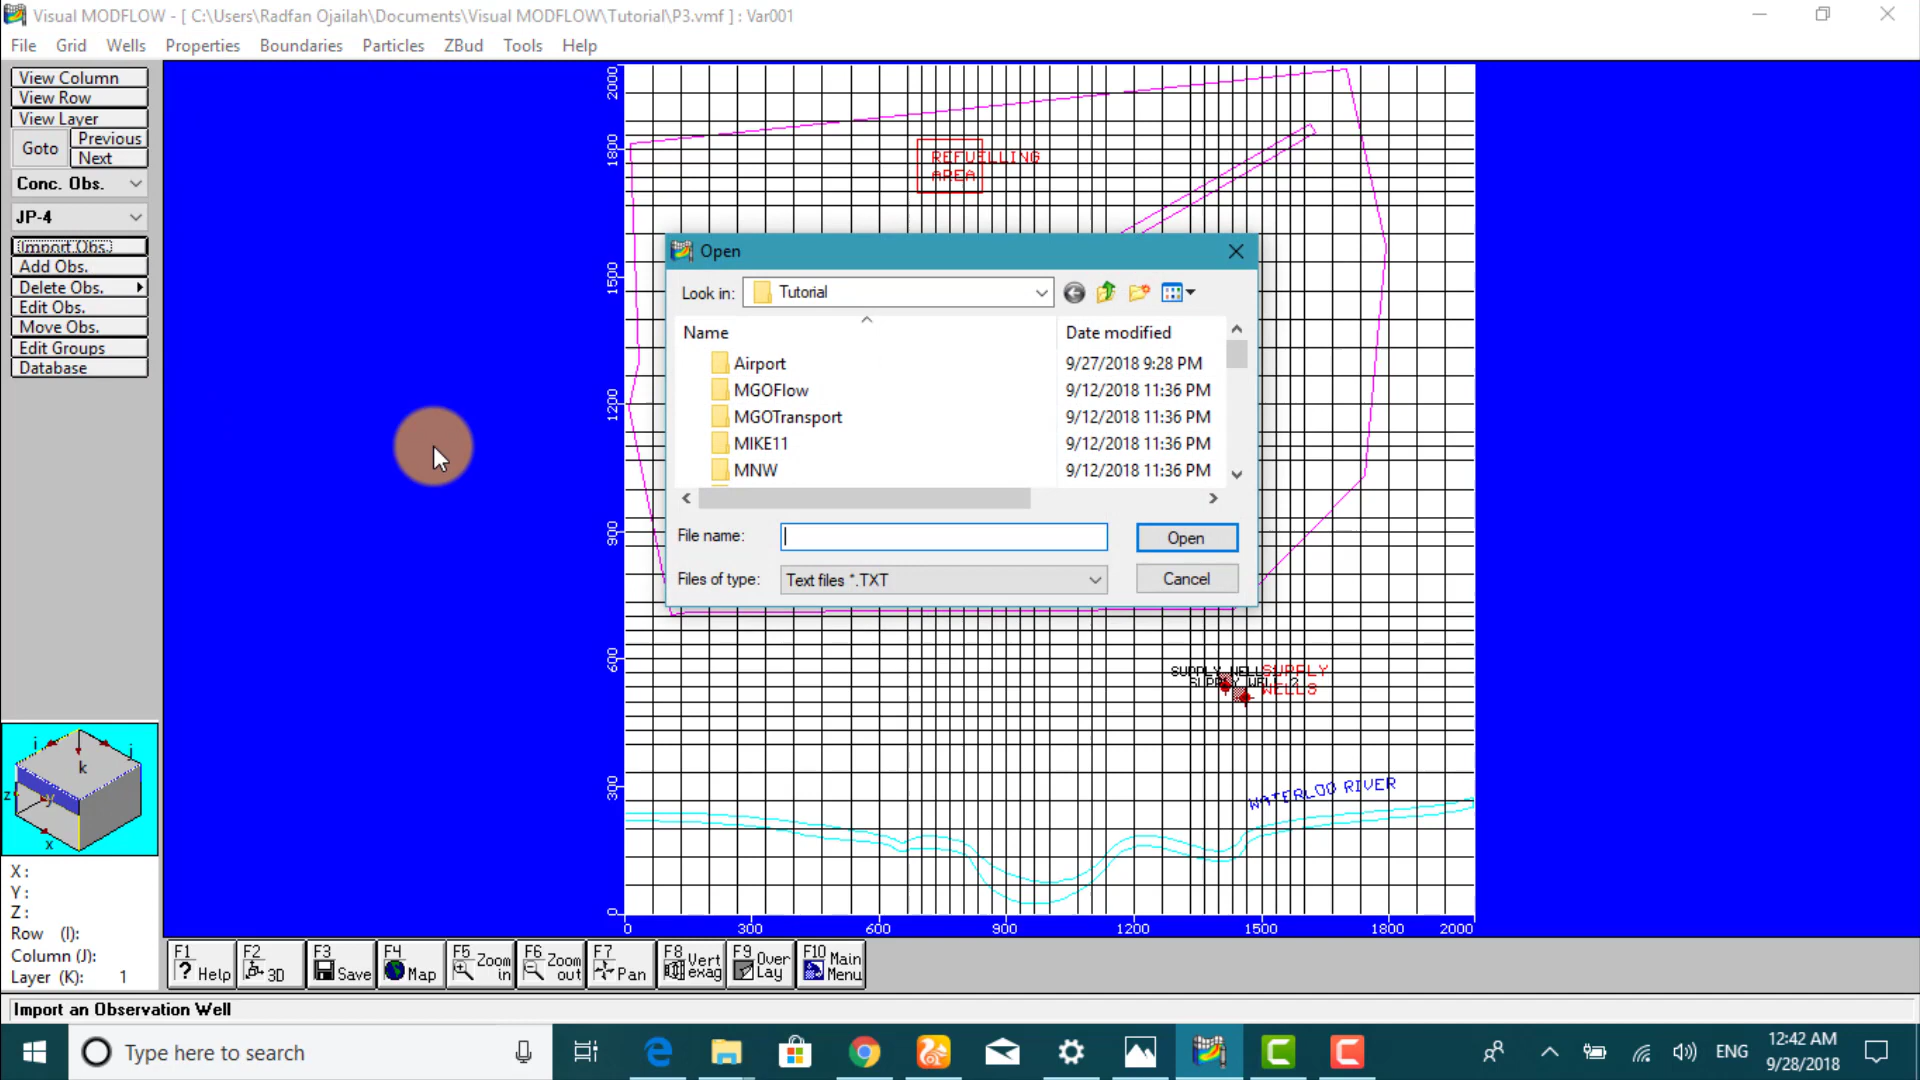 Visual MODFLOW - [ C:\Users\Radfan Ojailah\Documents\Visual MODFLOW\Tutorial\P3.vmf ] : Var001
File Grid Wells Properties Boundaries Particles ZBud Tools Help
View Column
View Row
View Layer
Goto
Previous
Next
Conc. Obs.
JP-4
Import Obs.
Add Obs.
Delete Obs.
Edit Obs.
Move Obs.
Edit Groups
Database
2000
1800
1500
1200
900
600
300
0
REFUELLING
AREA
Open
Look in: Tutorial
Name Date modified
Airport 9/27/2018 9:28 PM
MGOFlow 9/12/2018 11:36 PM
MGOTransport 9/12/2018 11:36 PM
MIKE11 9/12/2018 11:36 PM
MNW 9/12/2018 11:36 PM
File name: Open
Files of type: Text files *.TXT Cancel
SUPPLY WELL
SUPPLY WELL 2
SUPPLY
WELLS
WATERLOO RIVER
0 300 600 900 1200 1500 1800 2000
i j k
z y x
X :
Y :
Z :
Row (I):
Column (J):
Layer (K): 1
F1 Help
F2 3D
F3 Save
F4 Map
F5 Zoom in
F6 Zoom out
F7 Pan
F8 Vert exag
F9 Over Lay
F10 Main Menu
Import an Observation Well
Type here to search
ENG
12:42 AM
9/28/2018